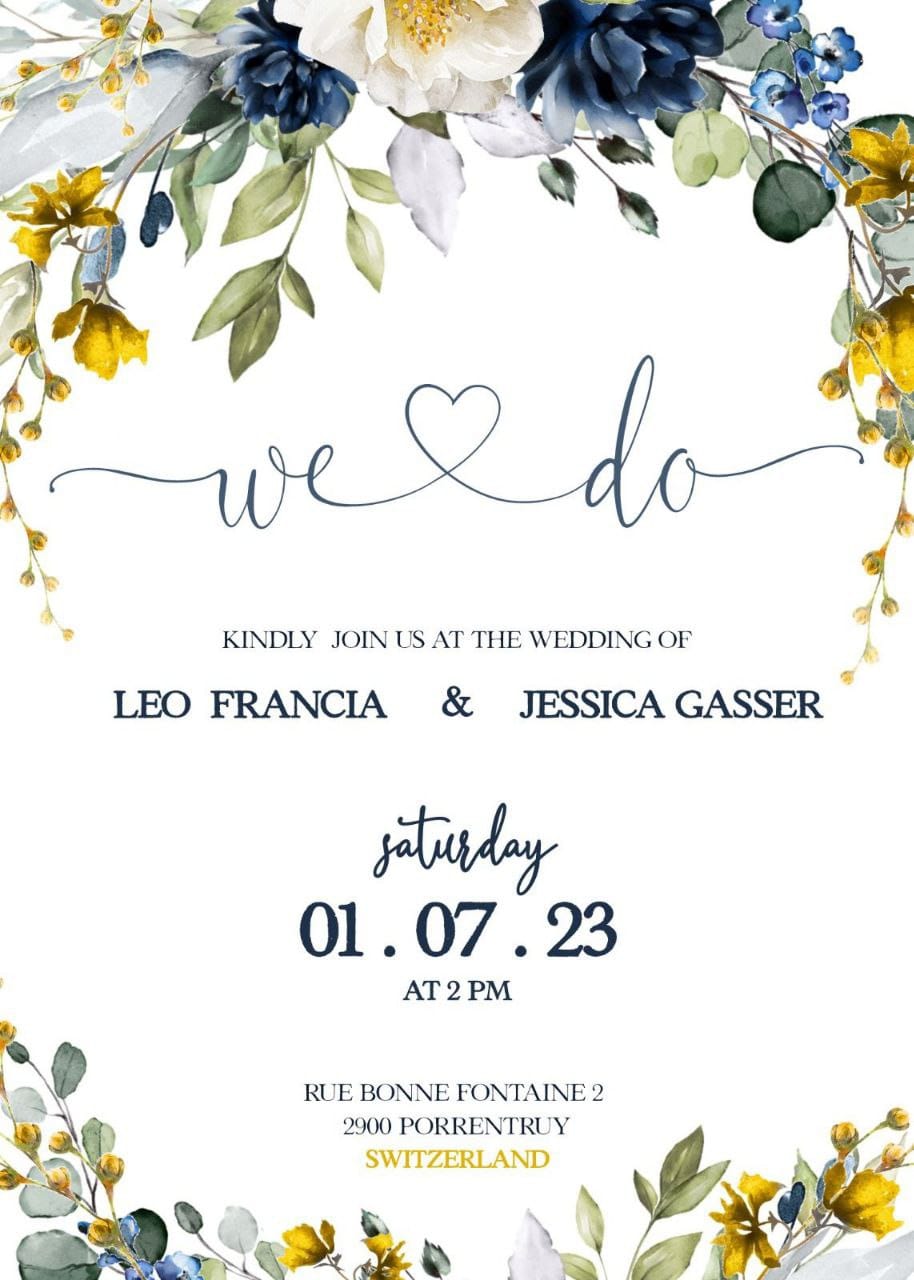 we do
KINDLY JOIN US AT THE WEDDING OF
LEO FRANCIA & JESSICA GASSER
saturday
01 . 07 . 23
AT 2 PM
RUE BONNE FONTAINE 2
2900 PORRENTRUY
SWITZERLAND